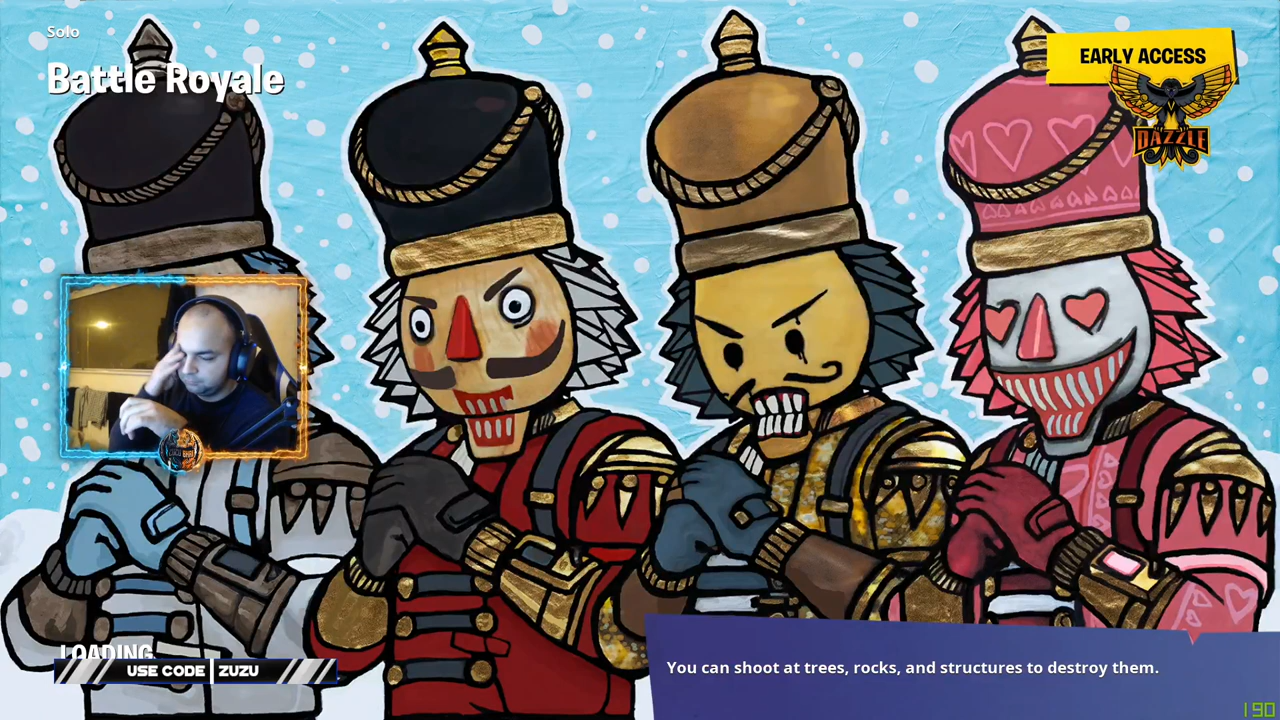 Solo
Battle Royale
EARLY ACCESS
DAZZLE
LOADING
USE CODE ZUZU
You can shoot at trees, rocks, and structures to destroy them.
190